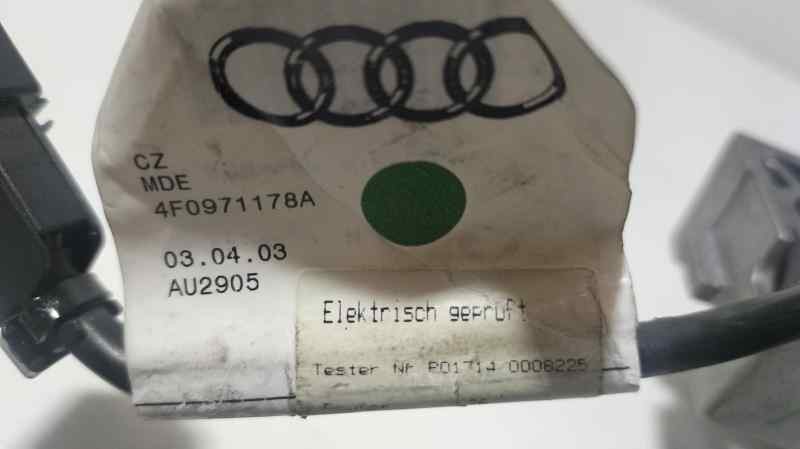 CZ
MDE
4F0971178A
03.04.03
AU2905
Elektrisch geprüft
Tester Nr P01714 0008225